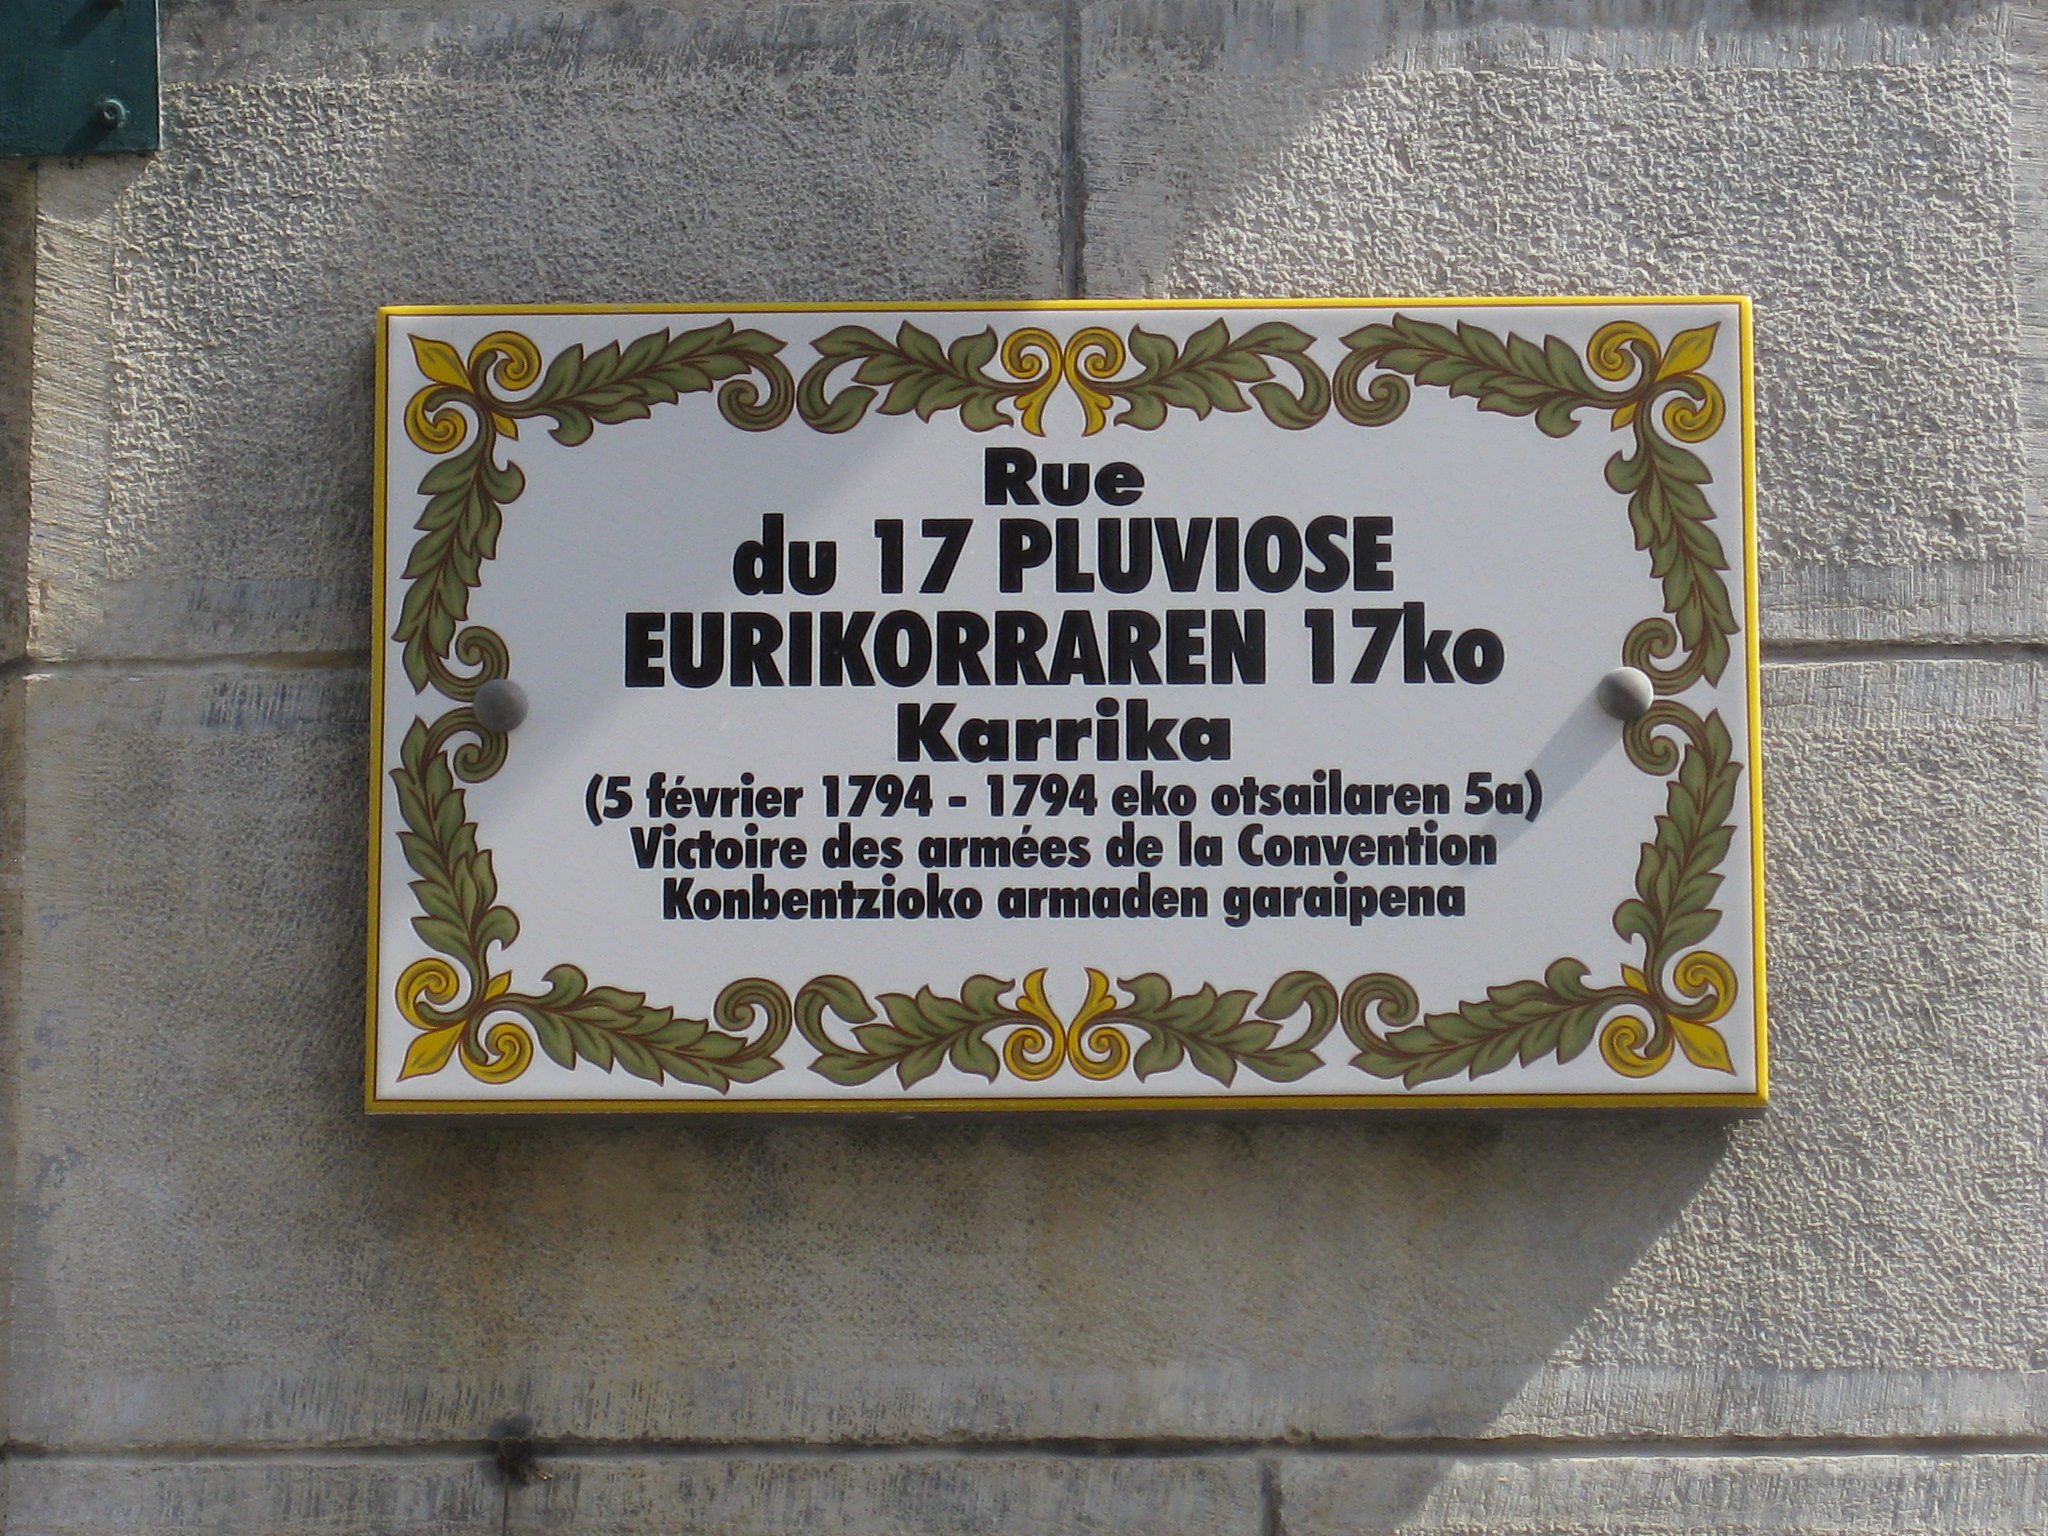 Rue
du 17 PLUVIOSE
EURIKORRAREN 17ko
Karrika
(5 février 1794 - 1794 eko otsailaren 5a)
Victoire des armées de la Convention
Konbentzioko armaden garaipena